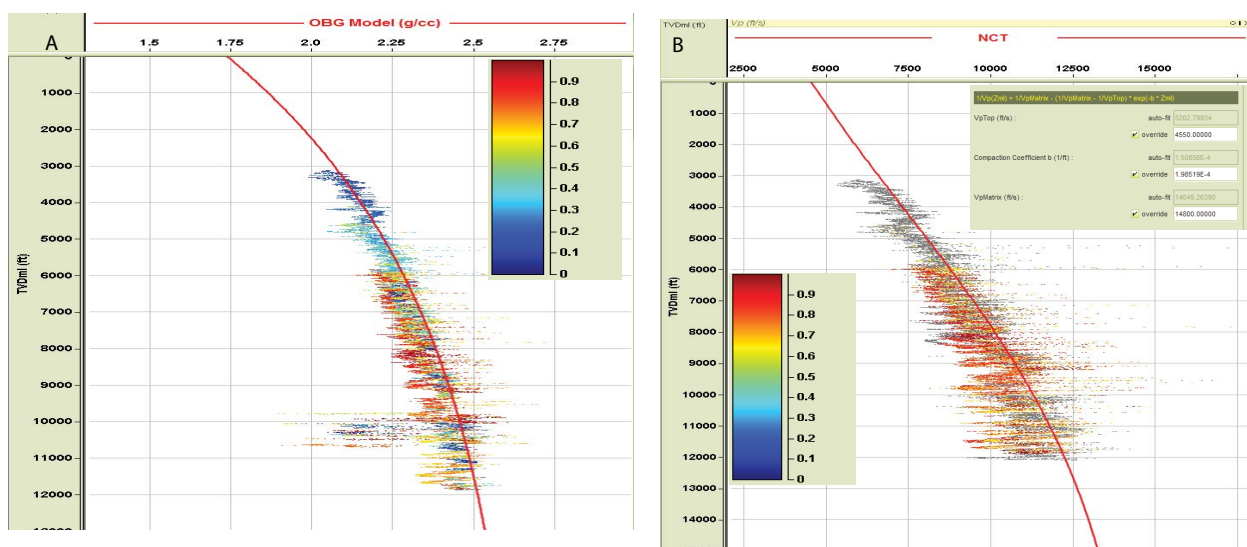 OBG Model (g/cc)
A
1.5 1.75 2.0 2.25 2.5 2.75
TVDml (ft)
1000
2000
3000
4000
5000
6000
7000
8000
9000
10000
11000
12000
0.9
0.8
0.7
0.6
0.5
0.4
0.3
0.2
0.1
0
TVDml (ft) Vp (ft/s)
B
NCT
2500 5000 7500 10000 12500 15000
1/Vp(Zml) = 1/VpMatrix - (1/VpMatrix - 1/VpTop) * exp(-b * Zml)
VpTop (ft/s) : auto-fit 5202.79934
override 4550.00000
Compaction Coefficient b (1/ft) : auto-fit
override 1.98519E-4
VpMatrix (ft/s) : auto-fit
override 14800.00000
TVDml (ft)
0
1000
2000
3000
4000
5000
6000
7000
8000
9000
10000
11000
12000
13000
14000
0.9
0.8
0.7
0.6
0.5
0.4
0.3
0.2
0.1
0